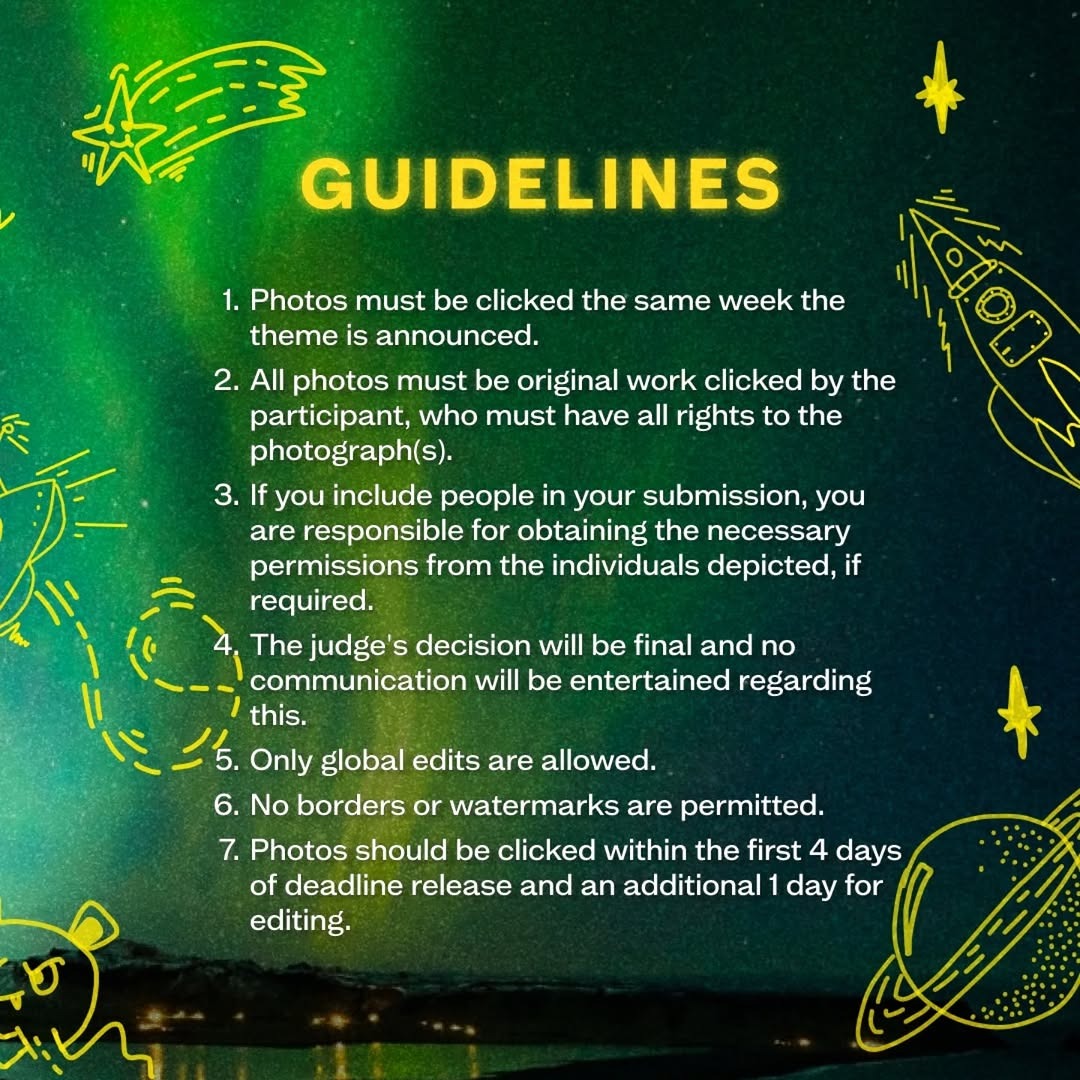 GUIDELINES
1. Photos must be clicked the same week the
theme is announced.
2. All photos must be original work clicked by the
participant, who must have all rights to the
photograph(s).
3. If you include people in your submission, you
are responsible for obtaining the necessary
permissions from the individuals depicted, if
required.
4. The judge's decision will be final and no
communication will be entertained regarding
this.
5. Only global edits are allowed.
6. No borders or watermarks are permitted.
7. Photos should be clicked within the first 4 days
of deadline release and an additional 1 day for
editing.